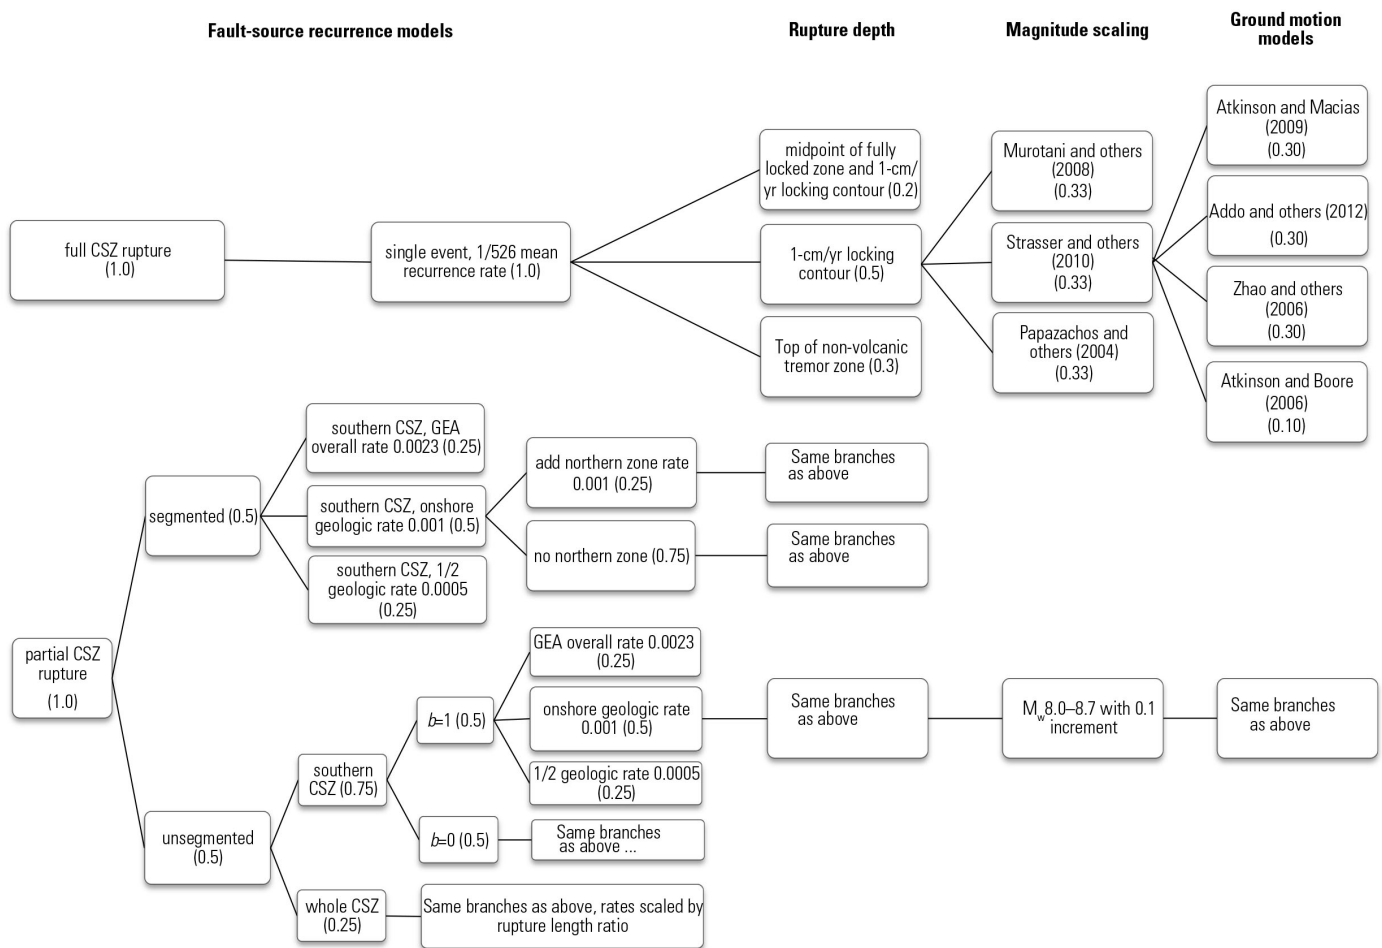 Fault-source recurrence models
Rupture depth
Magnitude scaling
Ground motion
models
full CSZ rupture
(1.0)
single event, 1/526 mean
recurrence rate (1.0)
midpoint of fully
locked zone and 1-cm/
yr locking contour (0.2)
1-cm/yr locking
contour (0.5)
Top of non-volcanic
tremor zone (0.3)
Murotani and others
(2008)
(0.33)
Strasser and others
(2010)
(0.33)
Papazachos and
others (2004)
(0.33)
Atkinson and Macias
(2009)
(0.30)
Addo and others (2012)
(0.30)
Zhao and others
(2006)
(0.30)
Atkinson and Boore
(2006)
(0.10)
partial CSZ
rupture
(1.0)
segmented (0.5)
southern CSZ, GEA
overall rate 0.0023 (0.25)
southern CSZ, onshore
geologic rate 0.001 (0.5)
southern CSZ, 1/2
geologic rate 0.0005
(0.25)
add northern zone rate
0.001 (0.25)
no northern zone (0.75)
Same branches
as above
Same branches
as above
unsegmented
(0.5)
southern
CSZ (0.75)
whole CSZ
(0.25)
b=1 (0.5)
b=0 (0.5)
GEA overall rate 0.0023
(0.25)
onshore geologic rate
0.001 (0.5)
1/2 geologic rate 0.0005
(0.25)
Same branches
as above ...
Same branches as above, rates scaled by
rupture length ratio
Same branches
as above
Mw8.0–8.7 with 0.1
increment
Same branches
as above